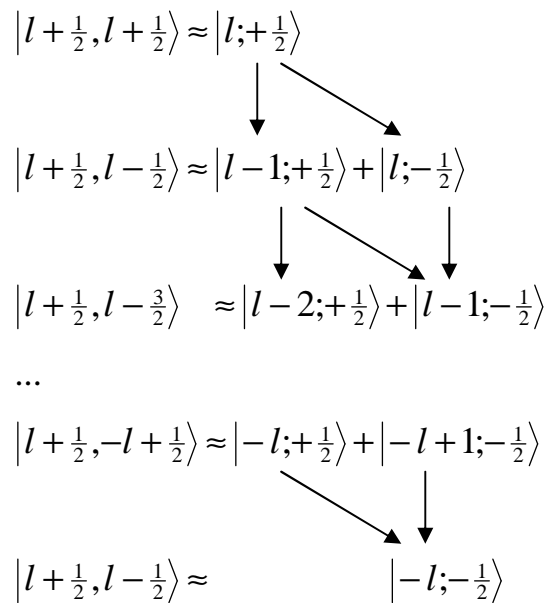 |l+½,l+½⟩≈|l;+½⟩
|l+½,l−½⟩≈|l−1;+½⟩+|l;−½⟩
|l+½,l−3/2⟩ ≈|l−2;+½⟩+|l−1;−½⟩
...
|l+½,−l+½⟩≈|−l;+½⟩+|−l+1;−½⟩
|l+½,l−½⟩≈ |−l;−½⟩